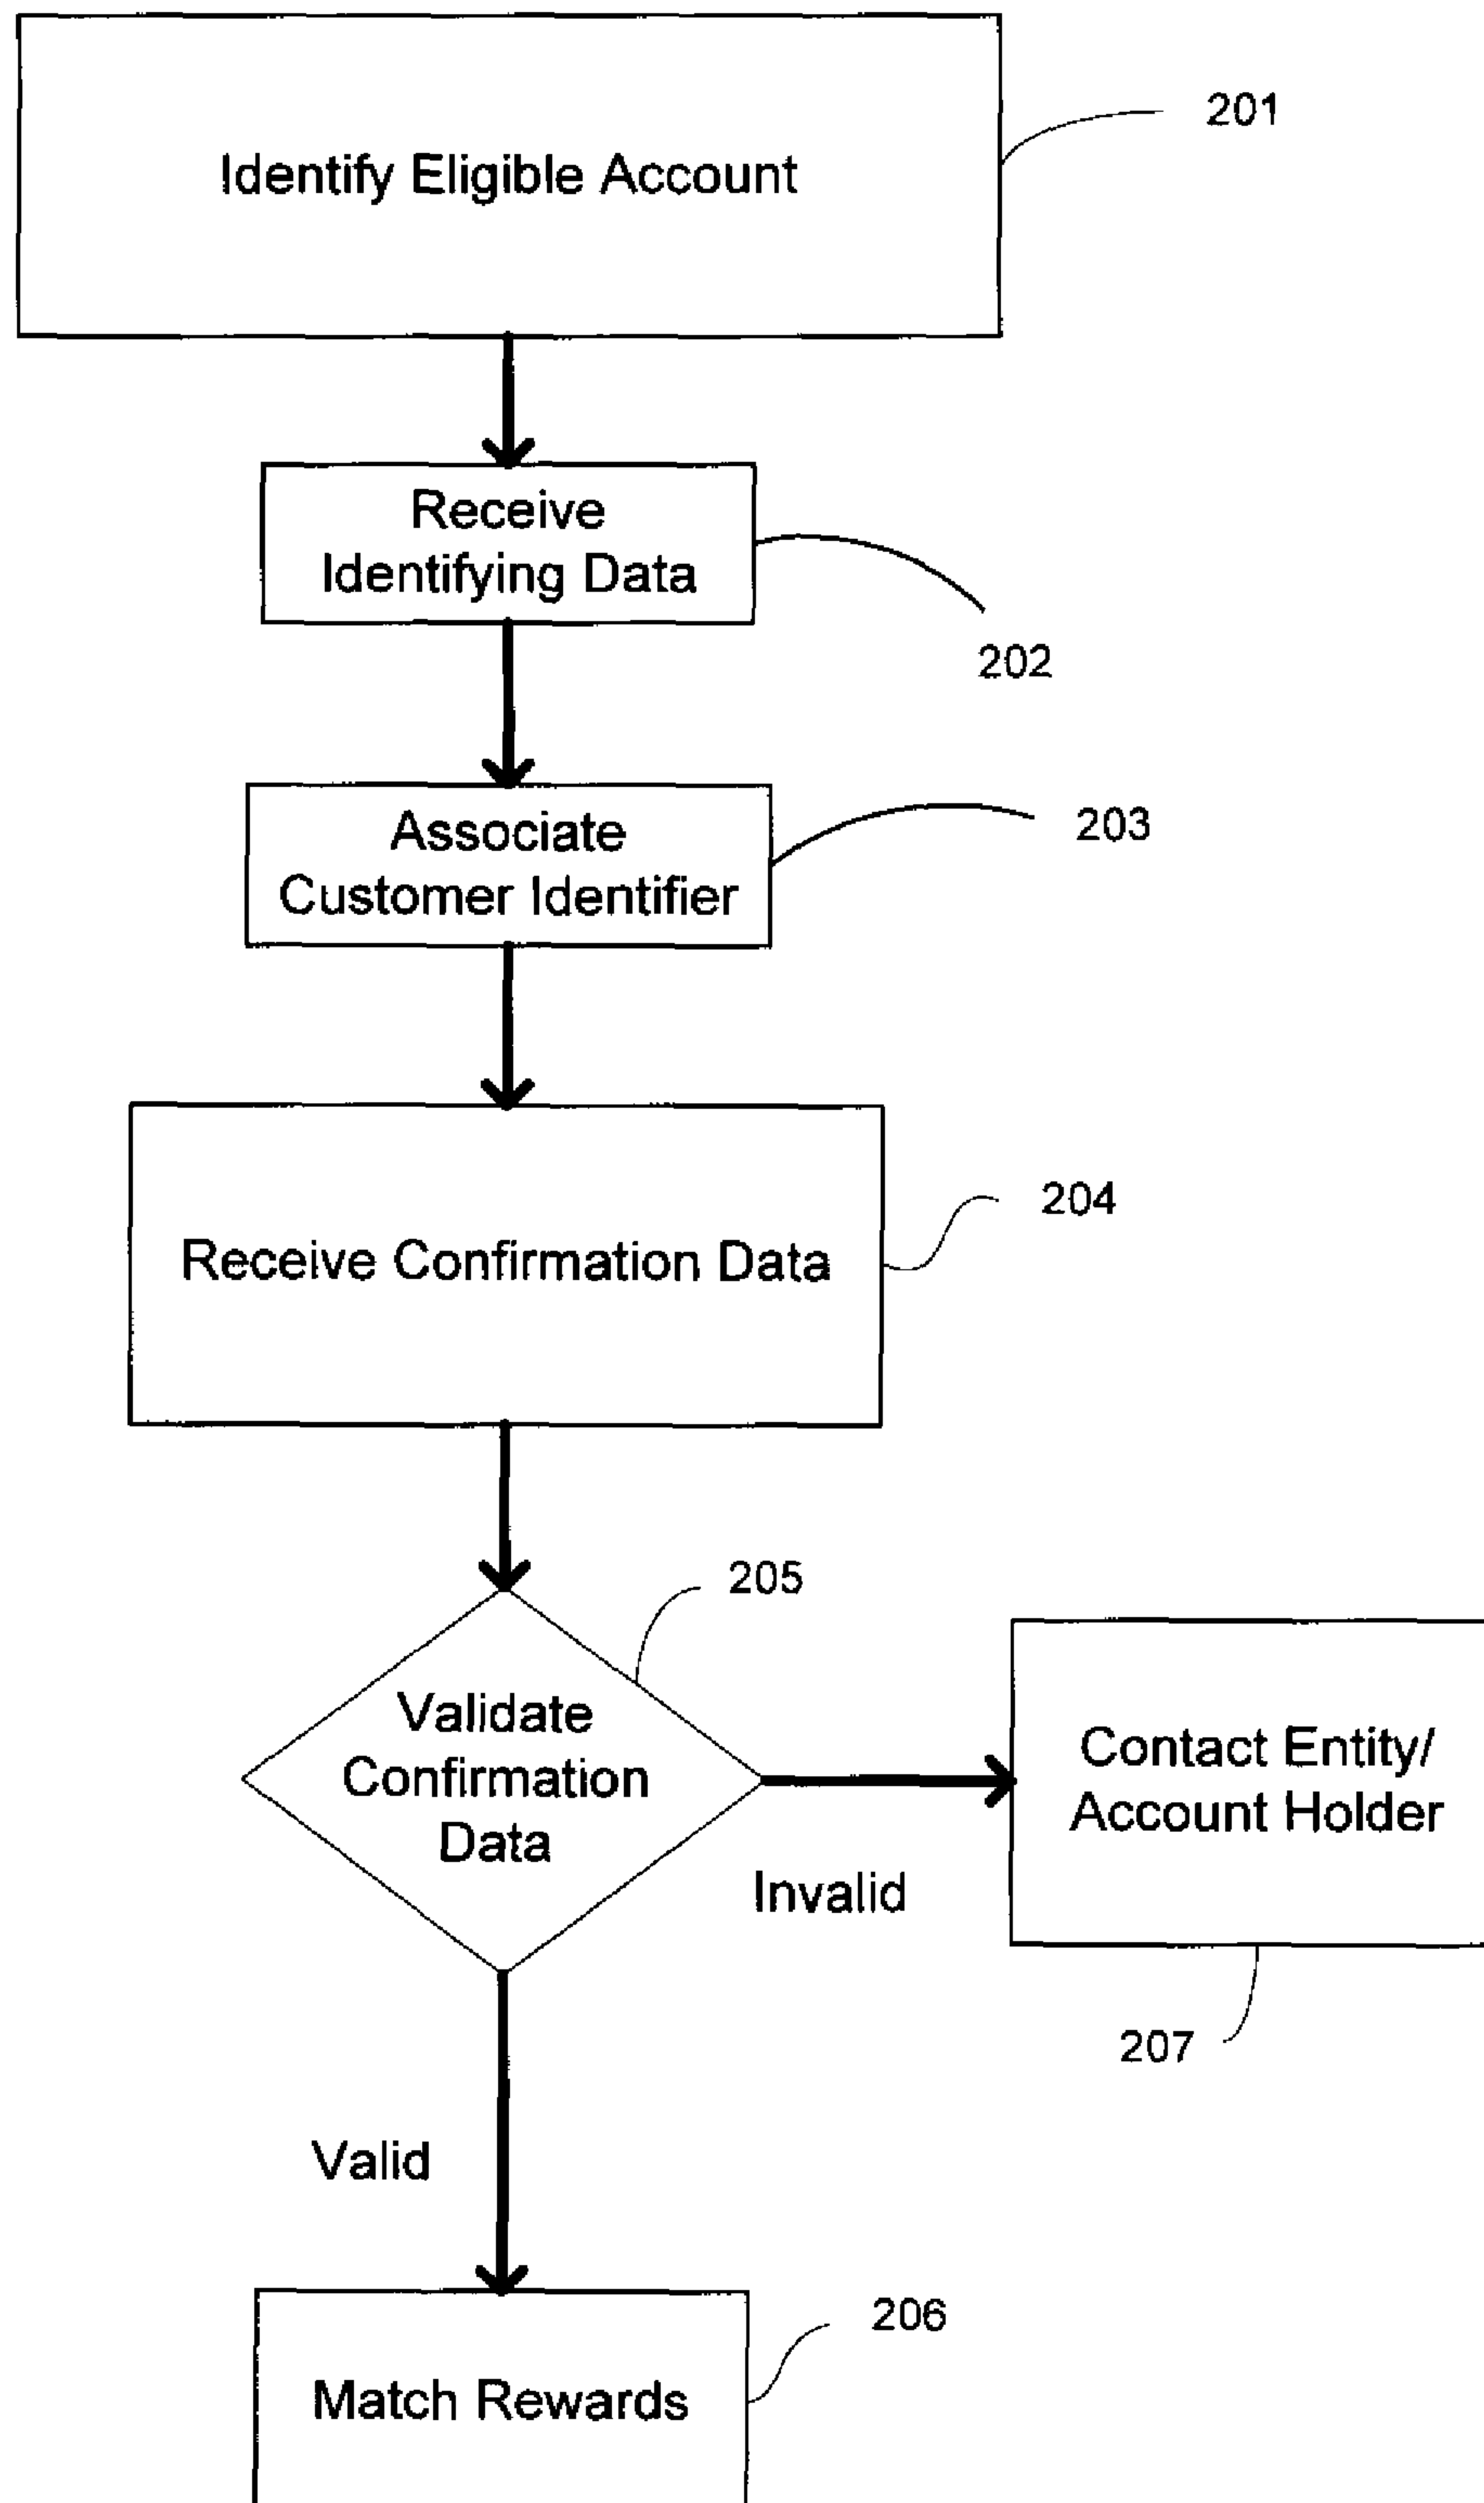 Identify Eligible Account
201
Receive
Identifying Data
202
Associate
Customer Identifier
203
Receive Confirmation Data
204
205
Validate
Confirmation
Data
Contact Entity/
Account Holder
Invalid
207
Valid
206
Match Rewards